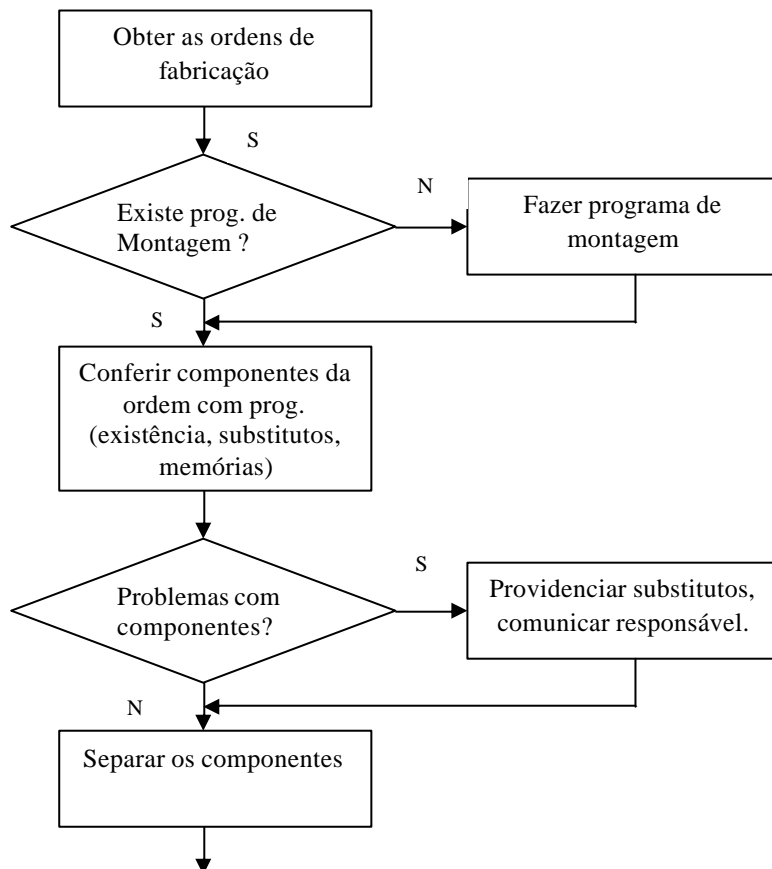 Obter as ordens de
fabricação
S
Existe prog. de
Montagem ?
N
Fazer programa de
montagem
S
Conferir componentes da
ordem com prog.
(existência, substitutos,
memórias)
Problemas com
componentes?
S
Providenciar substitutos,
comunicar responsável.
N
Separar os componentes